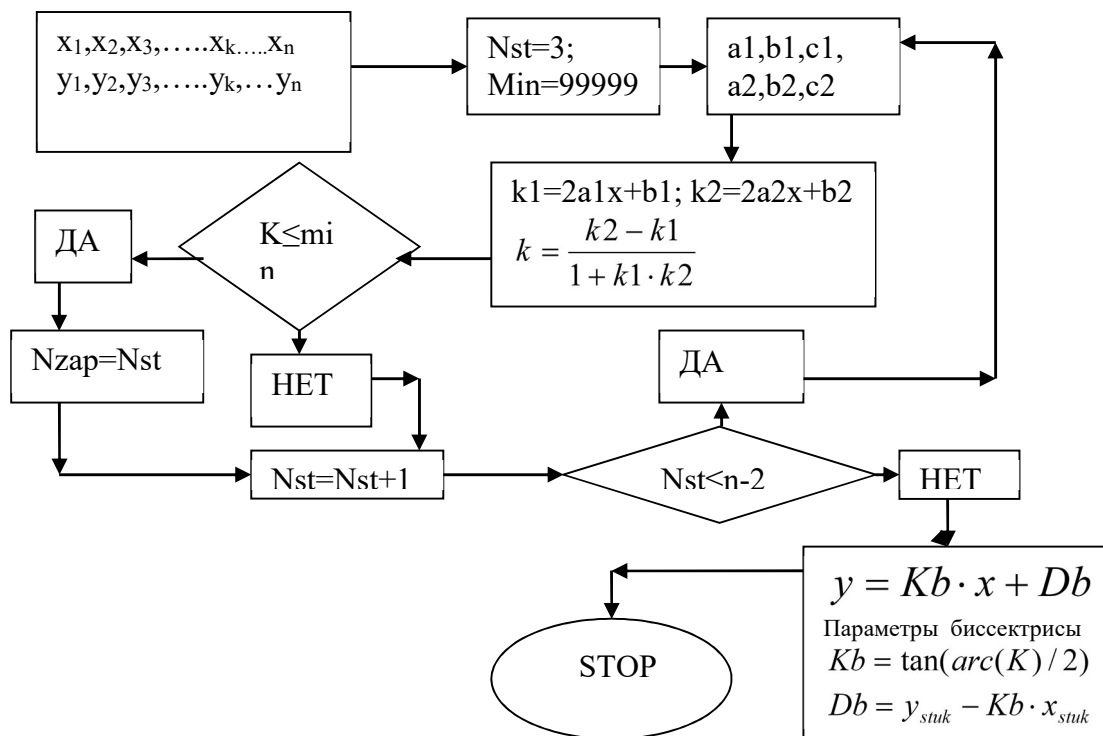 x₁,x₂,x₃,…..xₖ…..xₙ
y₁,y₂,y₃,…..yₖ,…yₙ
Nst=3;
Min=99999
a1,b1,c1,
a2,b2,c2
k1=2a1x+b1; k2=2a2x+b2
k = (k2 − k1) / (1 + k1 · k2)
K≤mi
n
ДА
Nzap=Nst
НЕТ
Nst=Nst+1
ДА
Nst<n-2
НЕТ
y = Kb · x + Db
Параметры биссектрисы
Kb = tan(arc(K) / 2)
Db = y_stuk − Kb · x_stuk
STOP